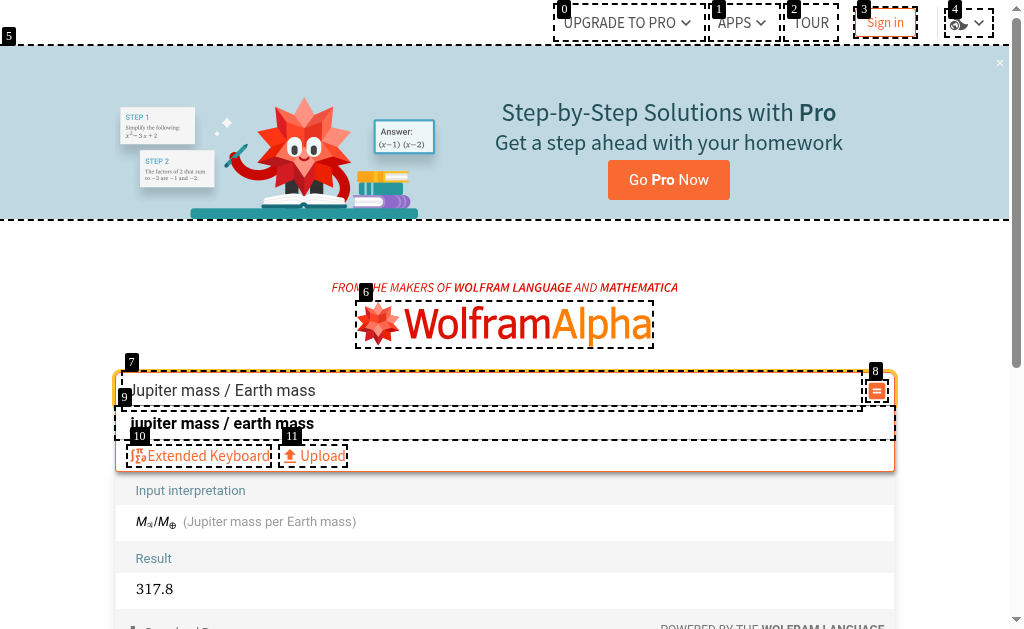 UPGRADE TO PRO
APPS
TOUR
Sign in
0
1
2
3
4
5
×
STEP 1
Simplify the following:
x² − 3 x + 2
STEP 2
The factors of 2 that sum
to −3 are −1 and −2.
Answer:
(x−1) (x−2)
Step-by-Step Solutions with Pro
Get a step ahead with your homework
Go Pro Now
FROM THE MAKERS OF WOLFRAM LANGUAGE AND MATHEMATICA
6
WolframAlpha
7
8
Jupiter mass / Earth mass
=
9
jupiter mass / earth mass
10
11
Extended Keyboard
Upload
Input interpretation
M♃/M⊕ (Jupiter mass per Earth mass)
Result
317.8
POWERED BY THE WOLFRAM LANGUAGE